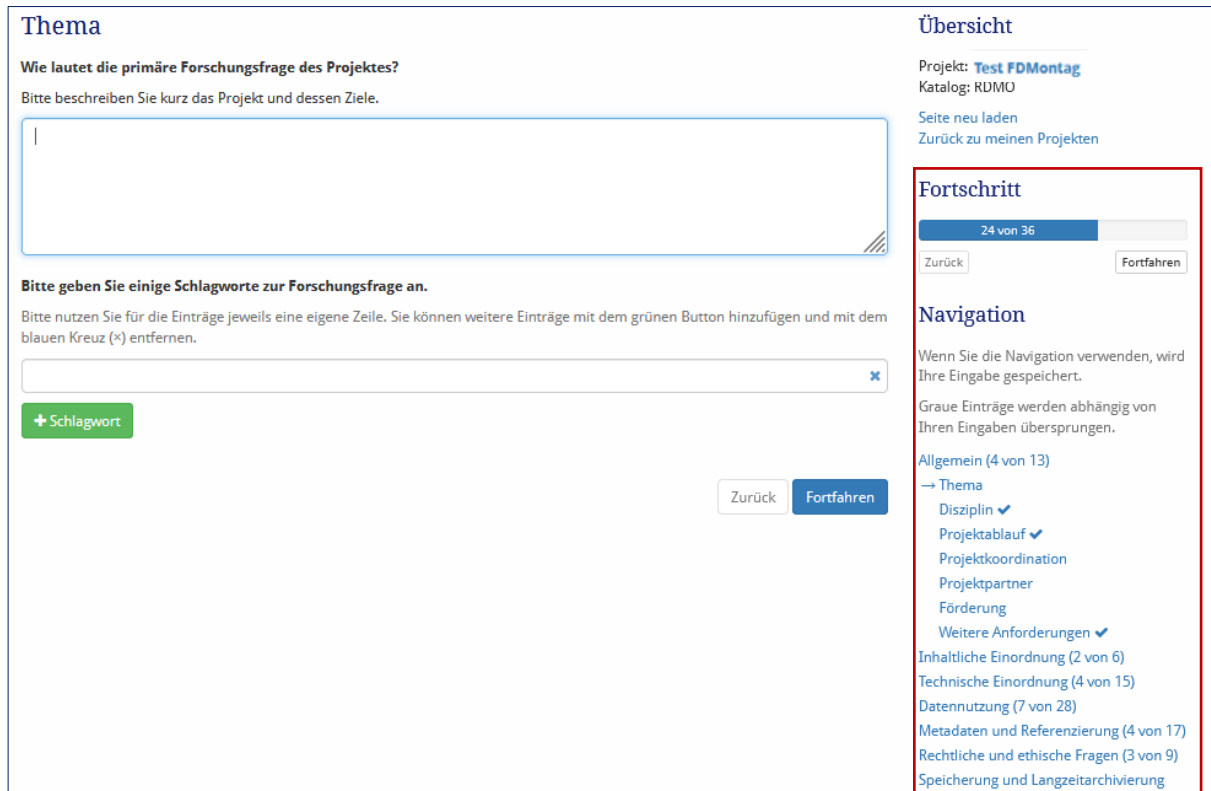 Thema
Wie lautet die primäre Forschungsfrage des Projektes?
Bitte beschreiben Sie kurz das Projekt und dessen Ziele.
Bitte geben Sie einige Schlagworte zur Forschungsfrage an.
Bitte nutzen Sie für die Einträge jeweils eine eigene Zeile. Sie können weitere Einträge mit dem grünen Button hinzufügen und mit dem
blauen Kreuz (×) entfernen.
+ Schlagwort
Zurück Fortfahren
Übersicht
Projekt: Test FDMontag
Katalog: RDMO
Seite neu laden
Zurück zu meinen Projekten
Fortschritt
24 von 36
Zurück Fortfahren
Navigation
Wenn Sie die Navigation verwenden, wird
Ihre Eingabe gespeichert.
Graue Einträge werden abhängig von
Ihren Eingaben übersprungen.
Allgemein (4 von 13)
→ Thema
Disziplin ✔
Projektablauf ✔
Projektkoordination
Projektpartner
Förderung
Weitere Anforderungen ✔
Inhaltliche Einordnung (2 von 6)
Technische Einordnung (4 von 15)
Datennutzung (7 von 28)
Metadaten und Referenzierung (4 von 17)
Rechtliche und ethische Fragen (3 von 9)
Speicherung und Langzeitarchivierung